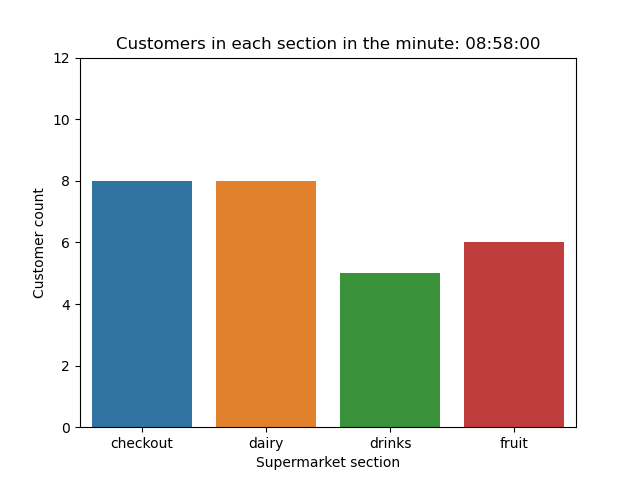 Customers in each section in the minute: 08:58:00
12
10
8
6
4
2
0
Customer count
checkout dairy drinks fruit
Supermarket section